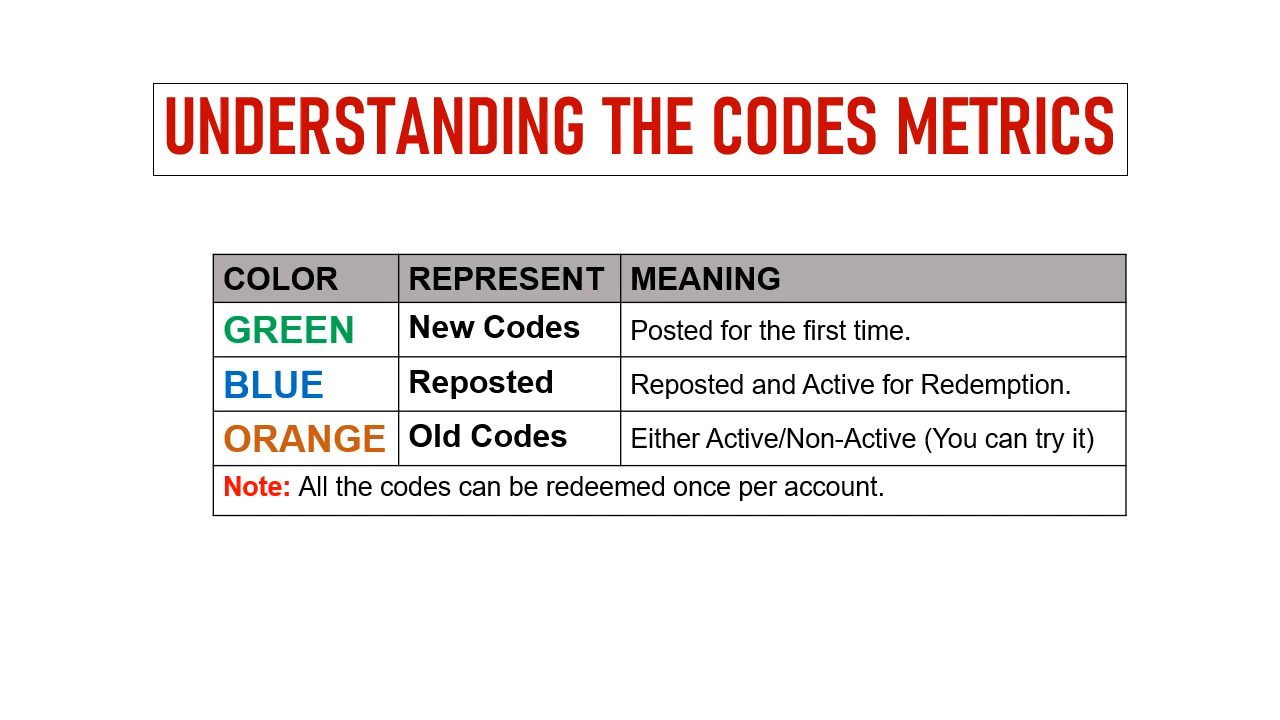 UNDERSTANDING THE CODES METRICS
COLOR REPRESENT MEANING
GREEN New Codes Posted for the first time.
BLUE Reposted Reposted and Active for Redemption.
ORANGE Old Codes Either Active/Non-Active (You can try it)
Note: All the codes can be redeemed once per account.